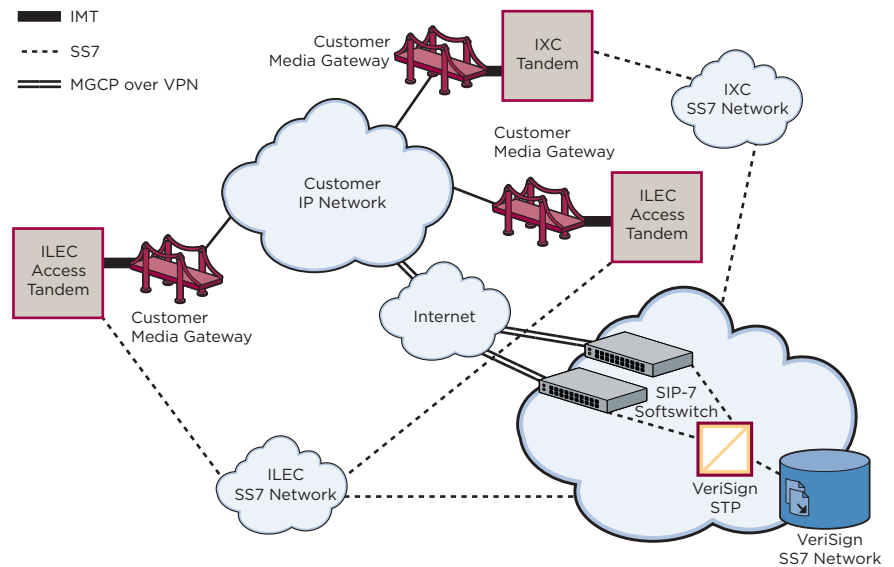 IMT
SS7
MGCP over VPN
Customer
Media Gateway
IXC
Tandem
IXC
SS7 Network
Customer
Media Gateway
Customer
IP Network
ILEC
Access
Tandem
ILEC
Access
Tandem
Customer
Media Gateway
Internet
SIP-7
Softswitch
ILEC
SS7 Network
VeriSign
STP
VeriSign
SS7 Network